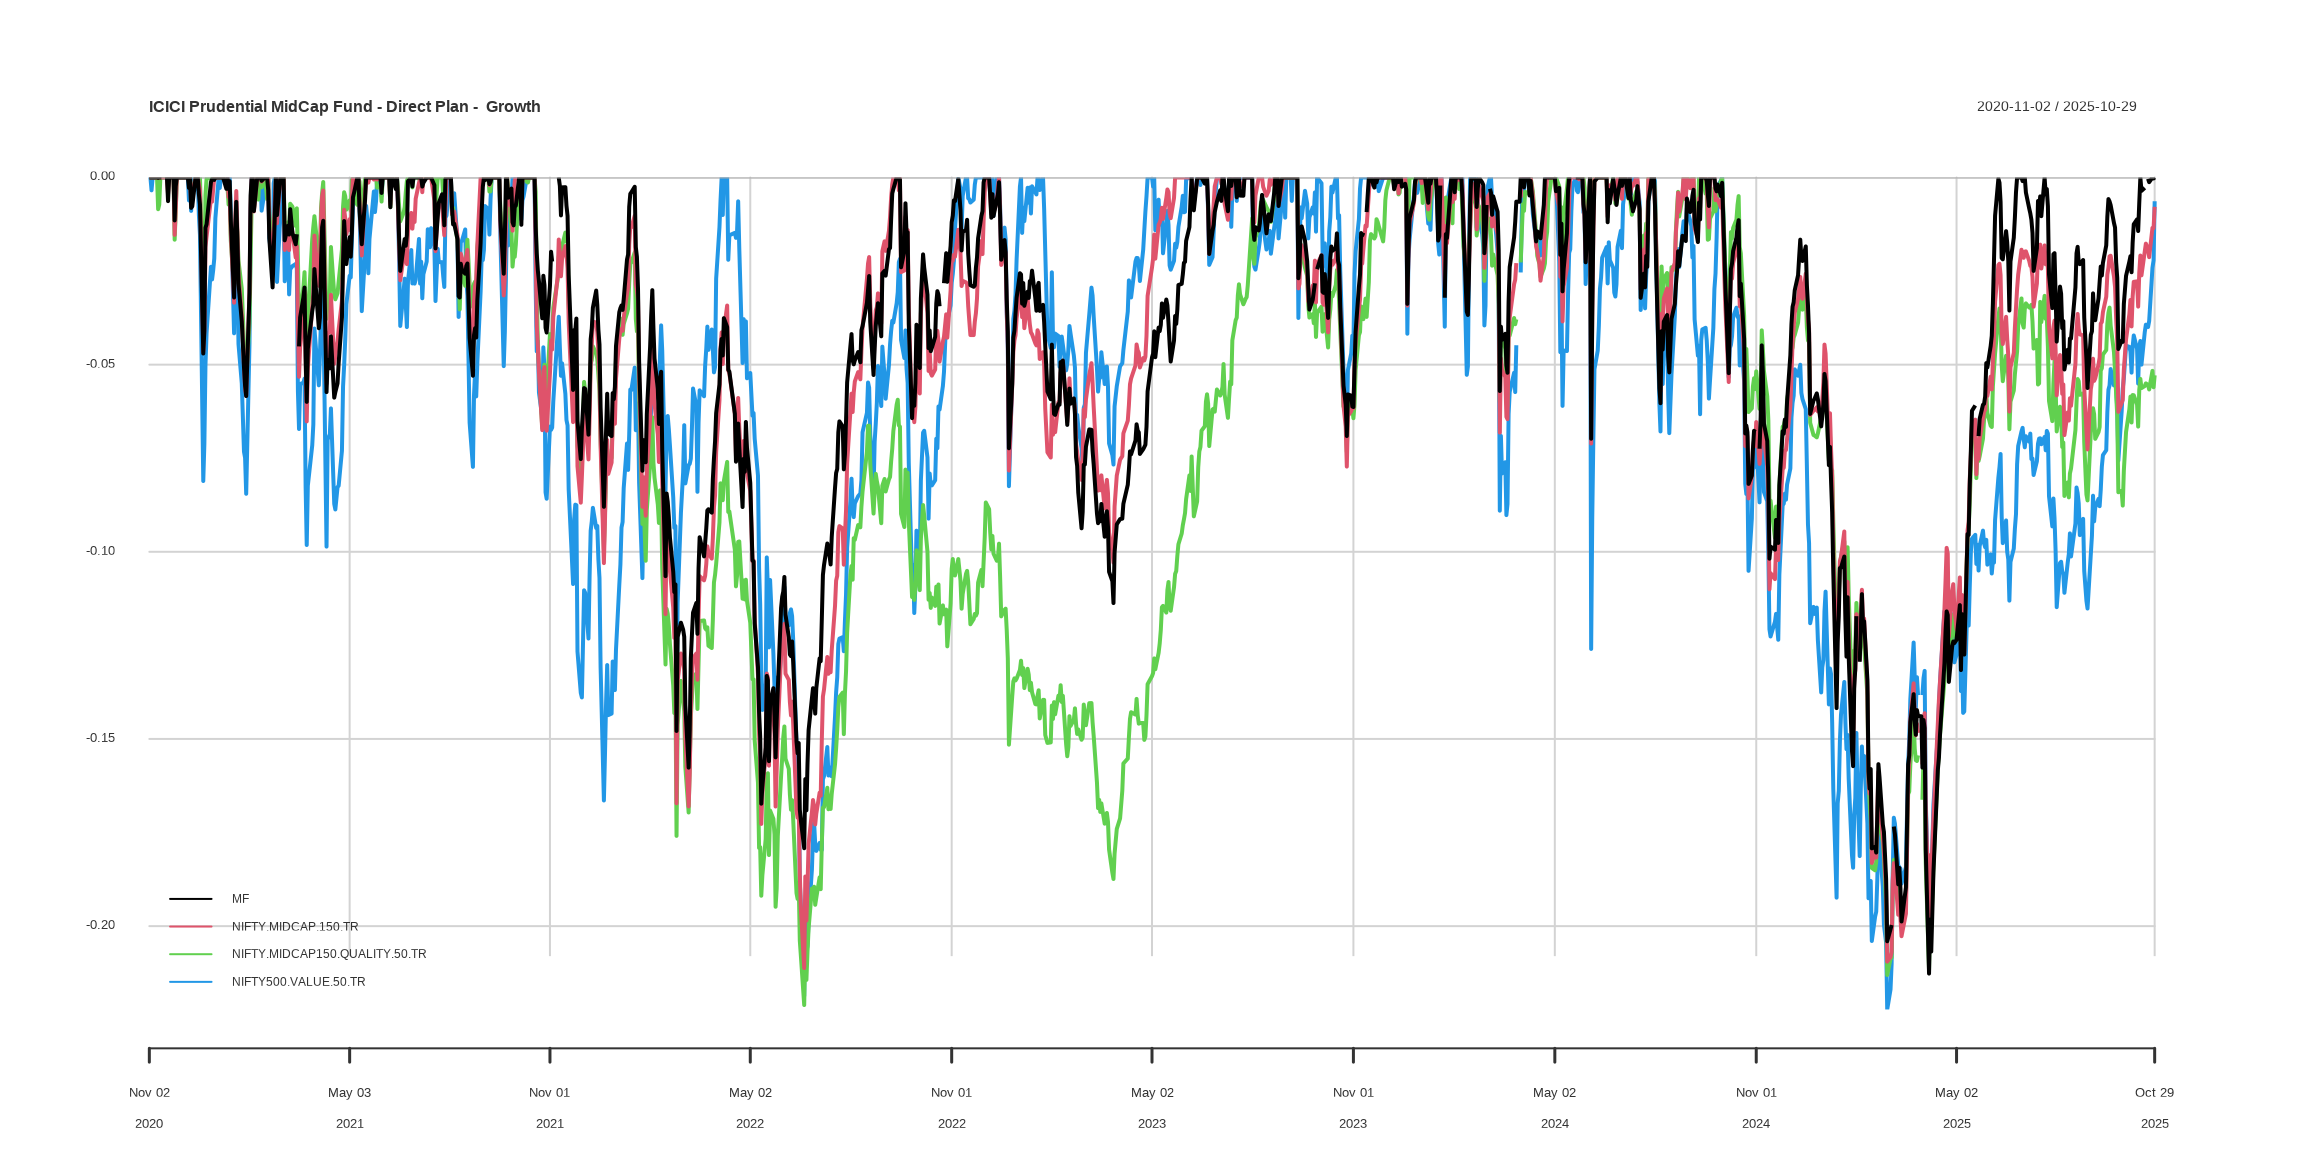 ICICI Prudential MidCap Fund - Direct Plan -  Growth
2020-11-02 / 2025-10-29
0.00
-0.05
-0.10
-0.15
-0.20
MF
NIFTY.MIDCAP.150.TR
NIFTY.MIDCAP150.QUALITY.50.TR
NIFTY500.VALUE.50.TR
Nov 02 May 03 Nov 01 May 02 Nov 01 May 02 Nov 01 May 02 Nov 01 May 02 Oct 29
2020 2021 2021 2022 2022 2023 2023 2024 2024 2025 2025